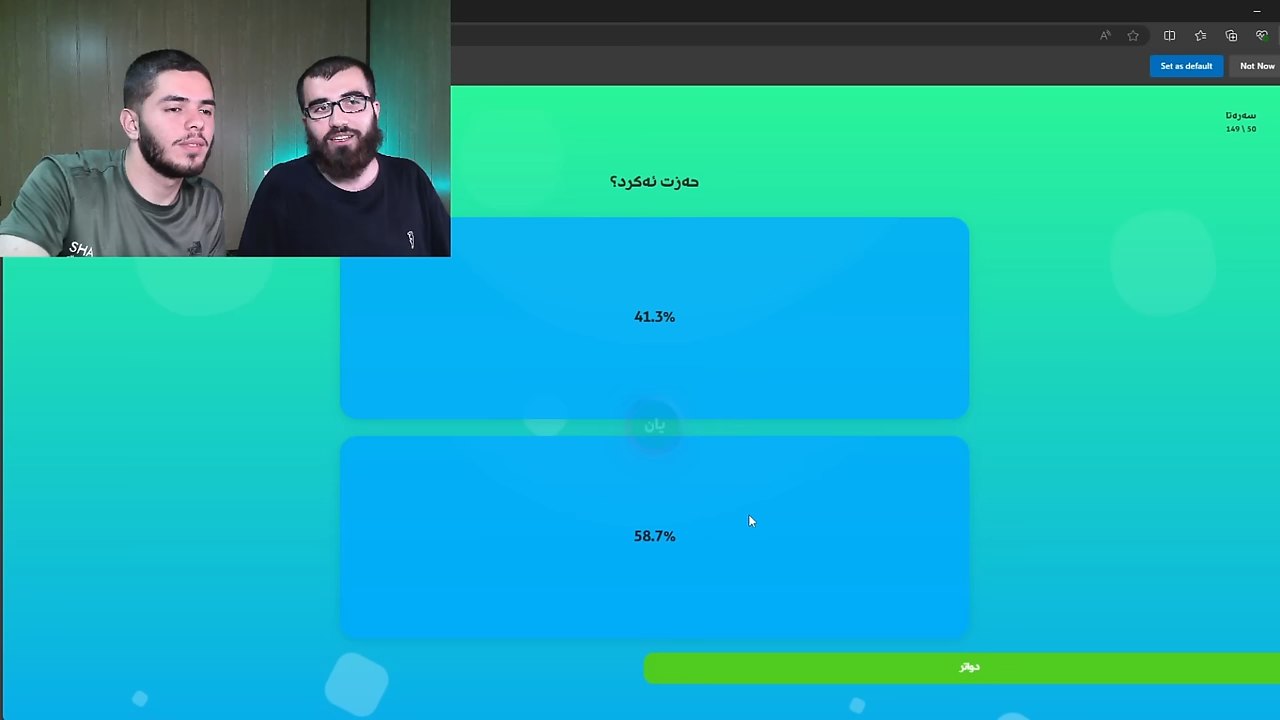 Set as default
Not Now
سەرەتا
149 \ 50
حەزت ئەکرد؟
41.3%
یان
58.7%
دواتر
SHA